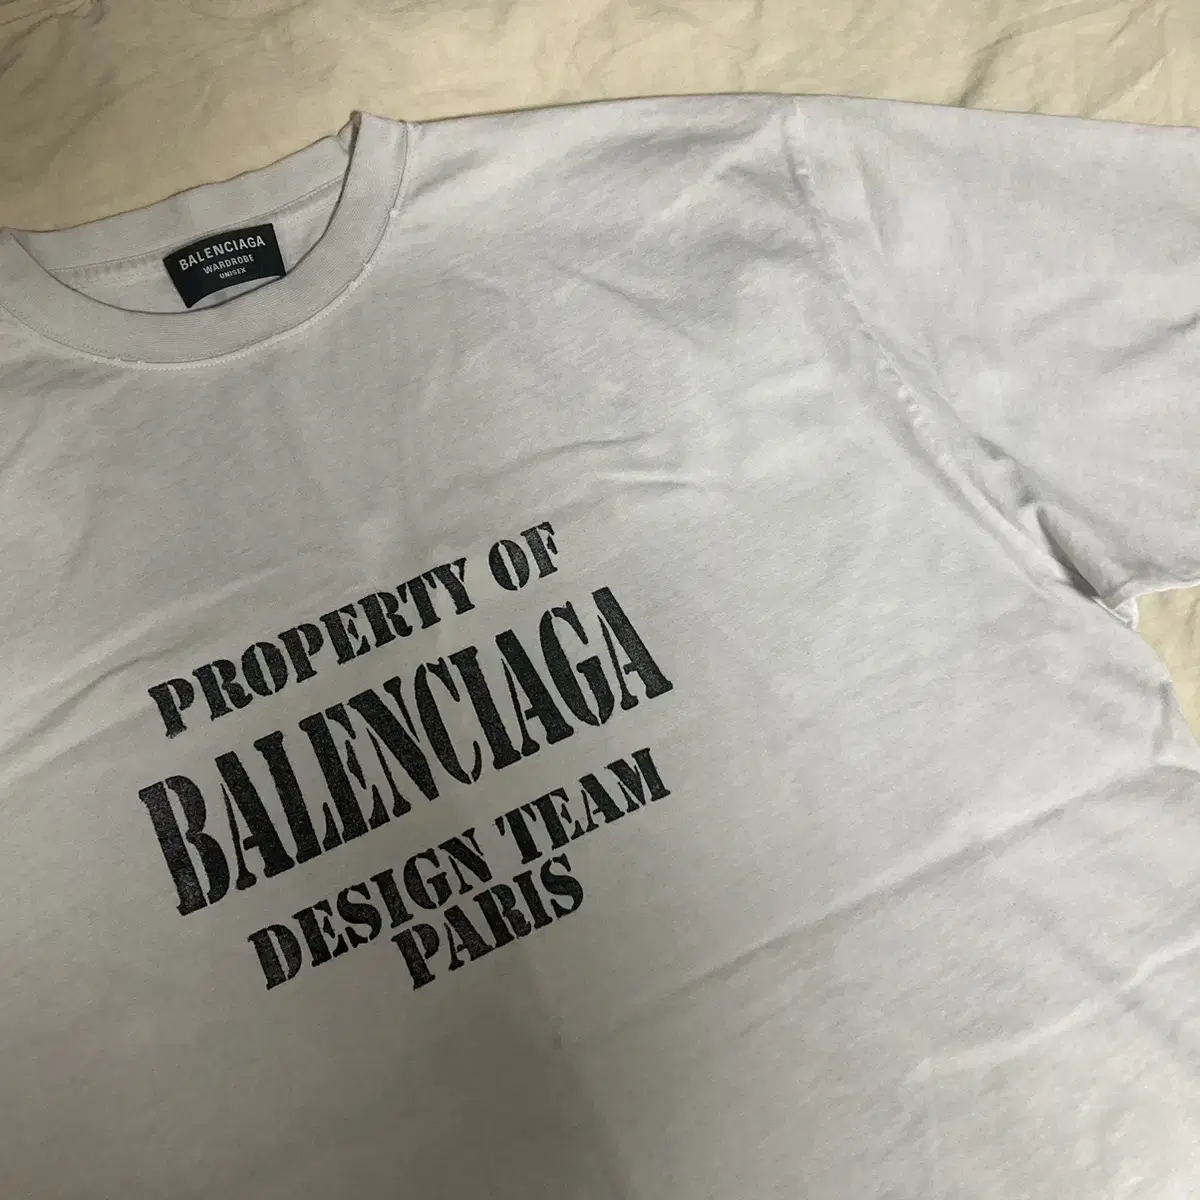 BALENCIAGA
WARDROBE
UNISEX
PROPERTY OF
BALENCIAGA
DESIGN TEAM
PARIS